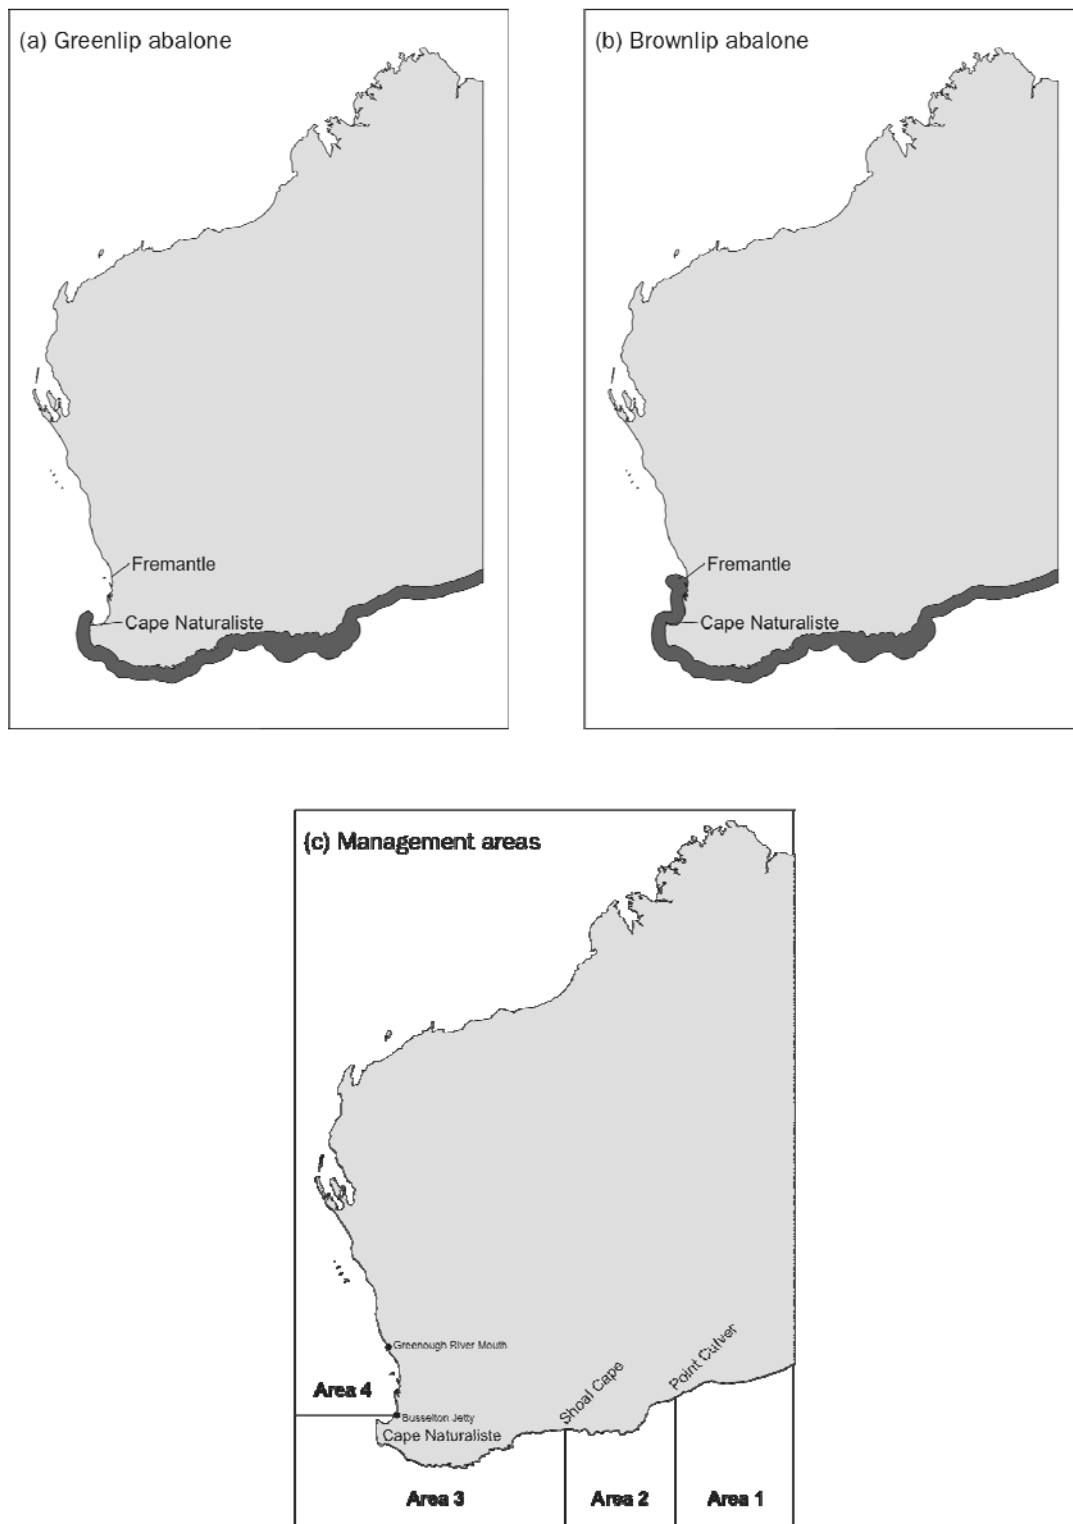 (a) Greenlip abalone
Fremantle
Cape Naturaliste
(b) Brownlip abalone
Fremantle
Cape Naturaliste
(c) Management areas
Greenough River Mouth
Area 4
Busselton Jetty
Cape Naturaliste
Shoal Cape
Point Culver
Area 3
Area 2
Area 1